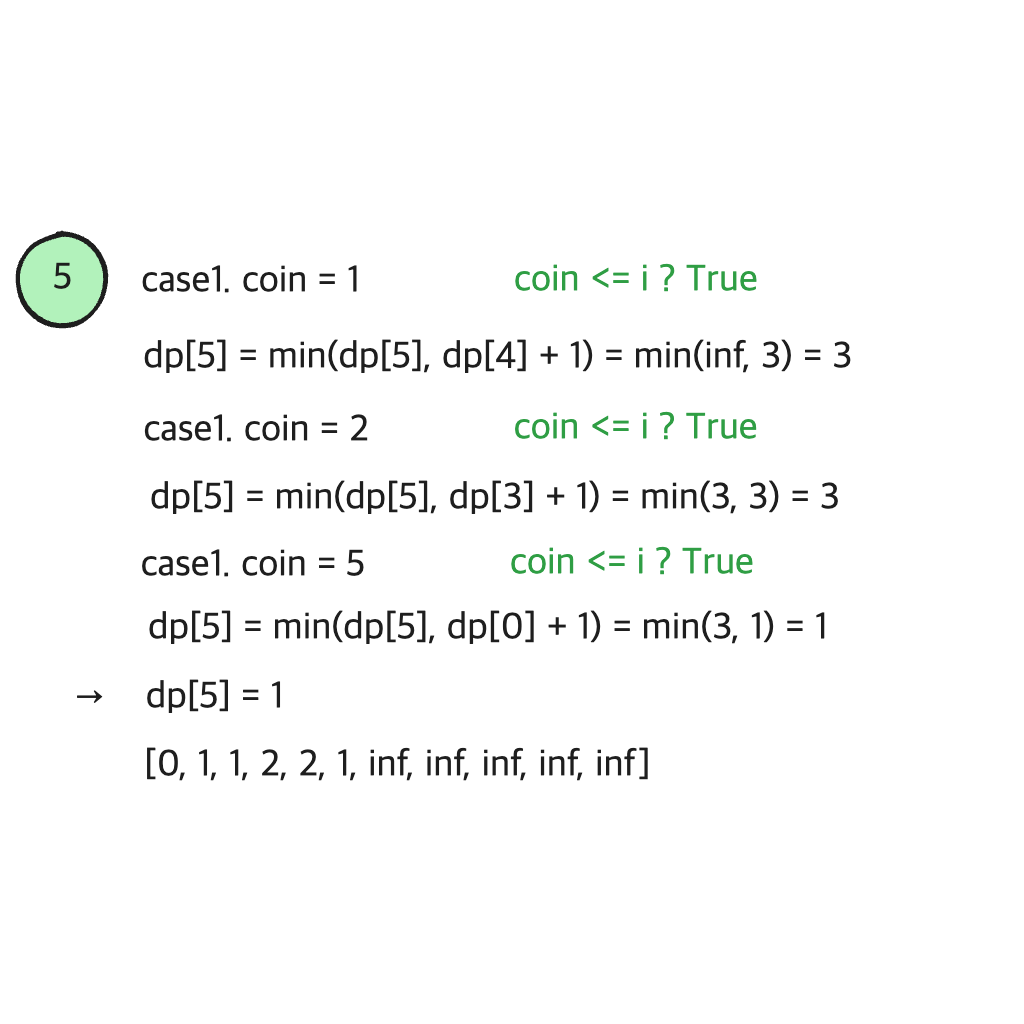 5 case1. coin = 1 coin <= i ? True
dp[5] = min(dp[5], dp[4] + 1) = min(inf, 3) = 3
case1. coin = 2 coin <= i ? True
dp[5] = min(dp[5], dp[3] + 1) = min(3, 3) = 3
case1. coin = 5 coin <= i ? True
dp[5] = min(dp[5], dp[0] + 1) = min(3, 1) = 1
→ dp[5] = 1
[0, 1, 1, 2, 2, 1, inf, inf, inf, inf, inf]